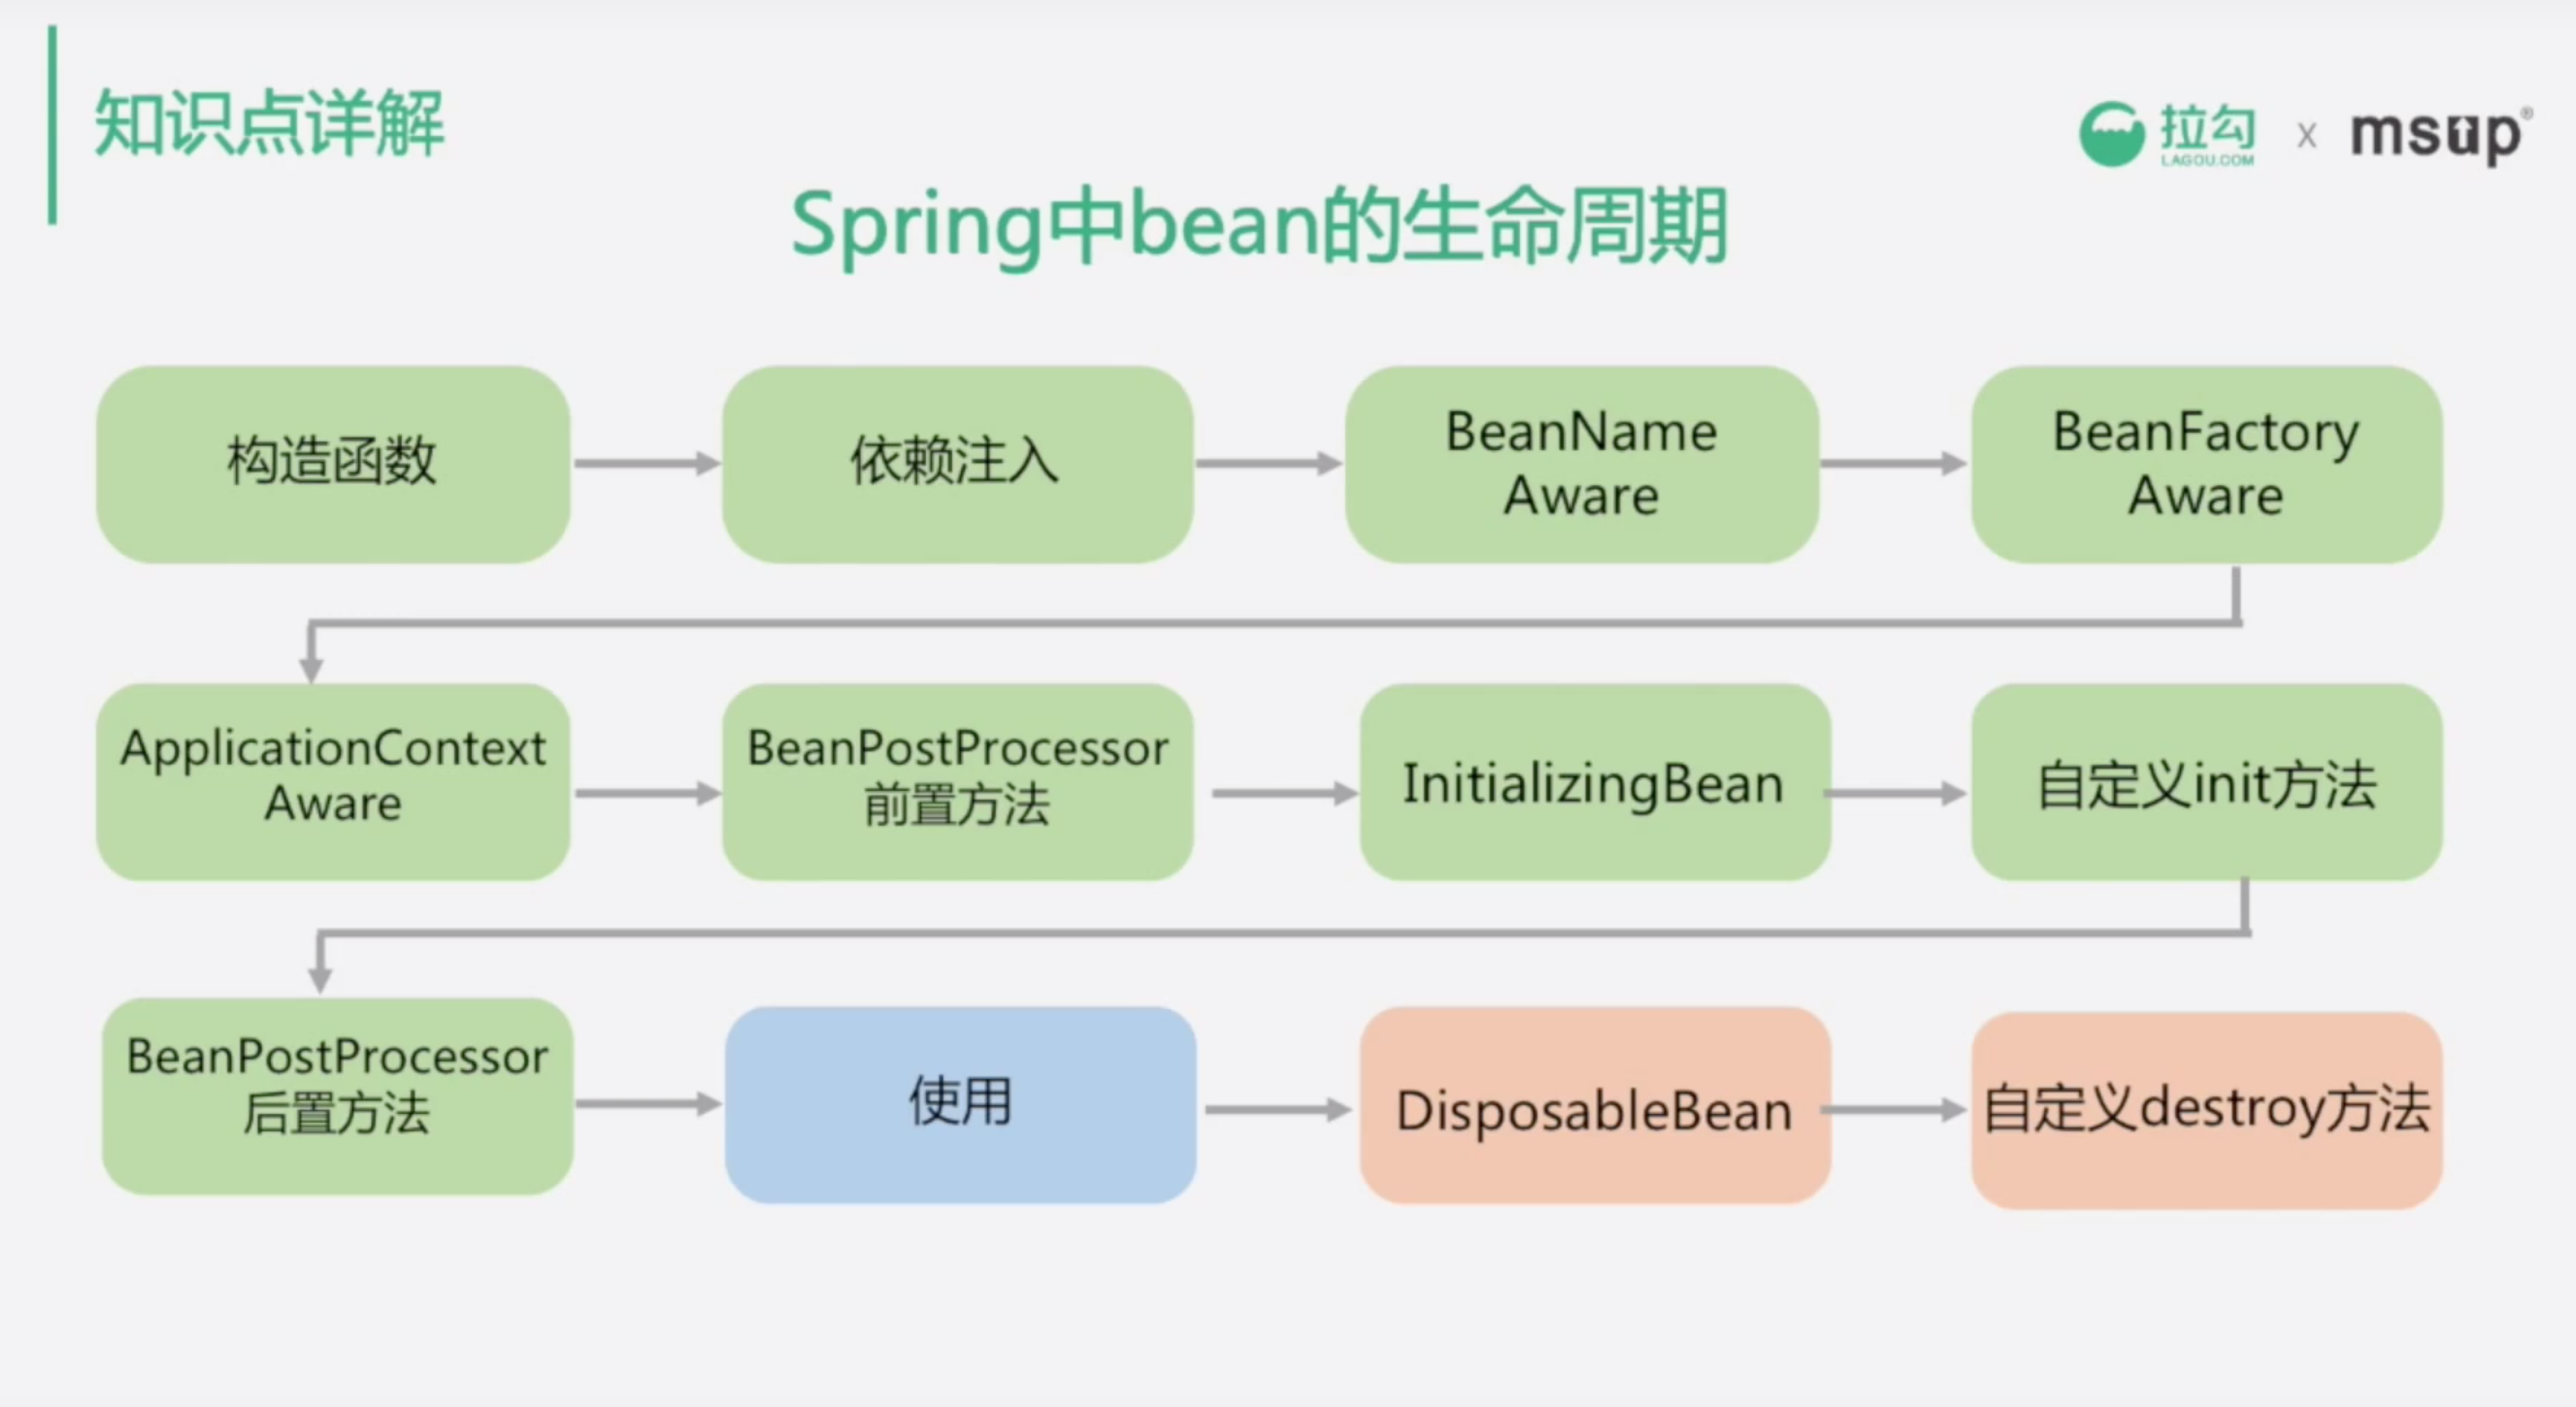 知识点详解
拉勾
LAGOU.COM
x
msup®
Spring中bean的生命周期
构造函数
依赖注入
BeanName
Aware
BeanFactory
Aware
ApplicationContext
Aware
BeanPostProcessor
前置方法
InitializingBean
自定义init方法
BeanPostProcessor
后置方法
使用
DisposableBean
自定义destroy方法